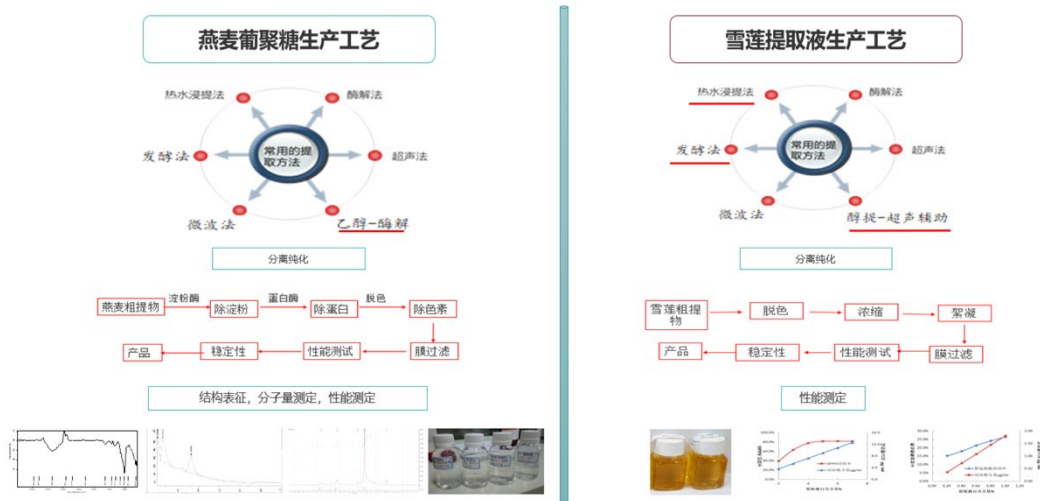 燕麦葡聚糖生产工艺
热水浸提法
酶解法
发酵法
常用的提
取方法
超声法
微波法
乙醇-酶解
分离纯化
燕麦粗提物
淀粉酶
除淀粉
蛋白酶
除蛋白
脱色
除色素
产品
稳定性
性能测试
膜过滤
结构表征，分子量测定，性能测定
雪莲提取液生产工艺
热水浸提法
酶解法
发酵法
常用的提
取方法
超声法
微波法
醇提-超声辅助
分离纯化
雪莲粗提
物
脱色
浓缩
絮凝
产品
稳定性
性能测试
膜过滤
性能测定